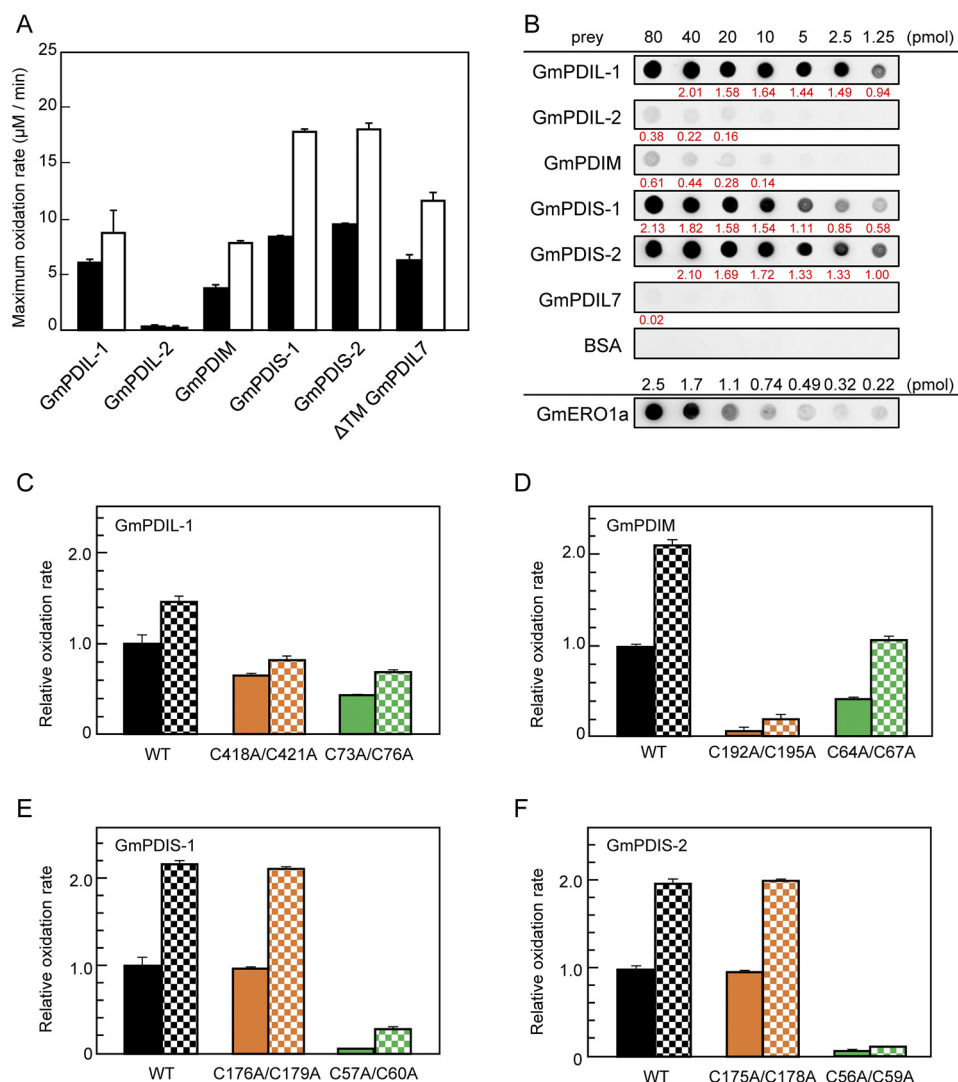 A
Maximum oxidation rate (μM / min)
25
20
15
10
5
0
GmPDIL-1
GmPDIL-2
GmPDIM
GmPDIS-1
GmPDIS-2
ΔTM GmPDIL7
B
prey 80 40 20 10 5 2.5 1.25 (pmol)
GmPDIL-1
2.01 1.58 1.64 1.44 1.49 0.94
GmPDIL-2
0.38 0.22 0.16
GmPDIM
0.61 0.44 0.28 0.14
GmPDIS-1
2.13 1.82 1.58 1.54 1.11 0.85 0.58
GmPDIS-2
2.10 1.69 1.72 1.33 1.33 1.00
GmPDIL7
0.02
BSA
2.5 1.7 1.1 0.74 0.49 0.32 0.22 (pmol)
GmERO1a
C
GmPDIL-1
Relative oxidation rate
2.0
1.0
0
WT C418A/C421A C73A/C76A
D
GmPDIM
Relative oxidation rate
2.0
1.0
0
WT C192A/C195A C64A/C67A
E
GmPDIS-1
Relative oxidation rate
2.0
1.0
0
WT C176A/C179A C57A/C60A
F
GmPDIS-2
Relative oxidation rate
2.0
1.0
0
WT C175A/C178A C56A/C59A